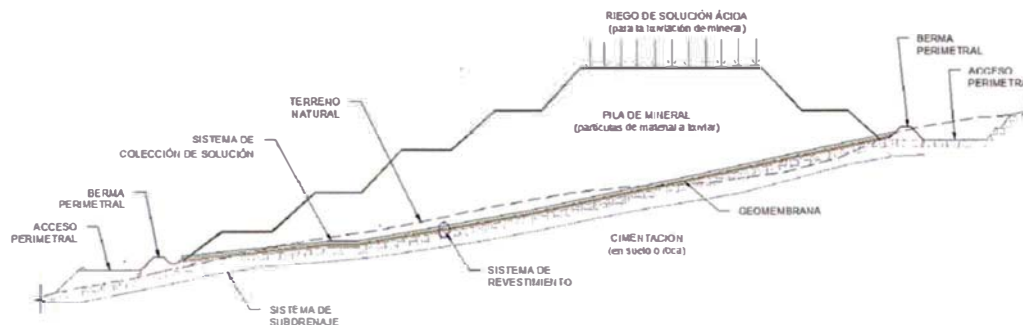 RIEGO DE SOLUCIÓN ÁCIDA
(para la lixiviación de mineral)
BERMA
PERIMETRAL
ACCESO
PERIMETRA
TERRENO
NATURAL
PILA DE MINERAL
(partículas de material a lixiviar)
SISTEMA DE
COLECCIÓN DE SOLUCIÓN
BERMA
PERIMETRAL
ACCESO
PERIMETRAL
GEOMEMBRANA
CIMENTACION
(en suelo o roca)
SISTEMA DE
REVESTIMIENTO
SISTEMA DE
SUBDRENAJE